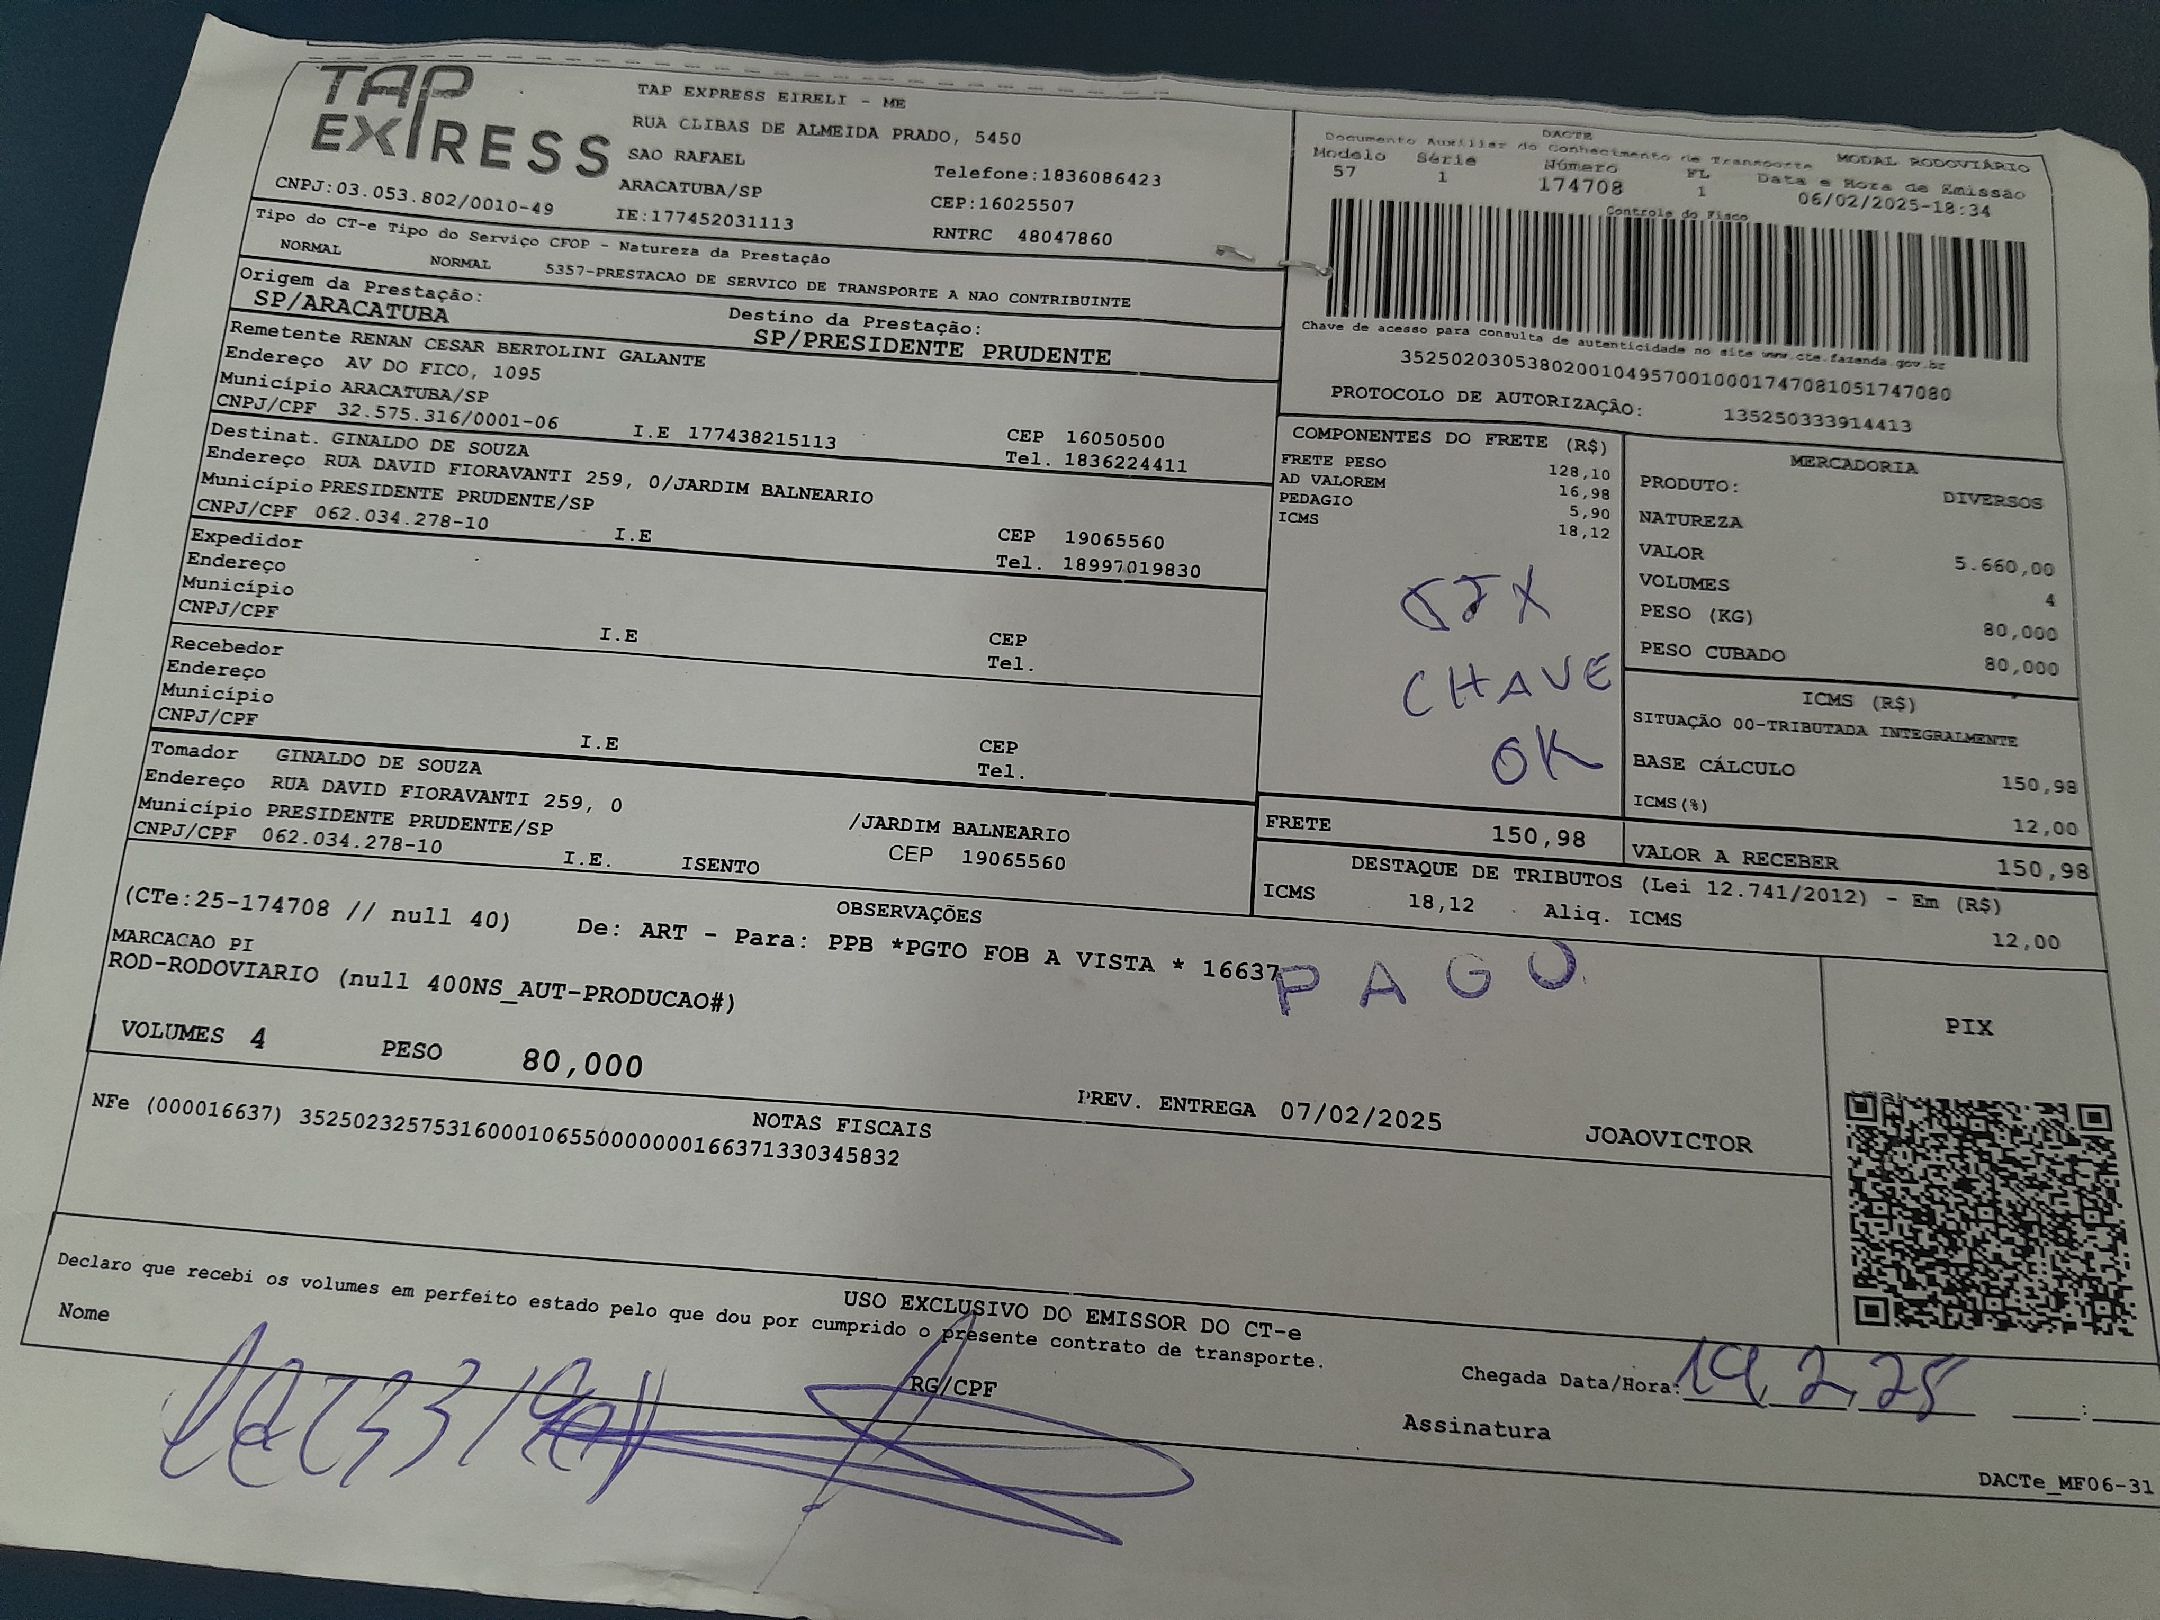 TAP
EXPRESS
CNPJ:03.053.802/0010-49
TAP EXPRESS EIRELI - ME
RUA CLIBAS DE ALMEIDA PRADO, 5450
SAO RAFAEL
ARACATUBA/SP
IE:177452031113
Telefone:1836086423
CEP:16025507
RNTRC 48047860
DACTE
Documento Auxiliar do Conhecimento de Transporte
MODAL RODOVIÁRIO
Modelo Série Número FL Data e Hora de Emissão
57 1 174708 1 06/02/2025-18:34
Controle do Fisco
Chave de acesso para consulta de autenticidade no site www.cte.fazenda.gov.br
35250203053802001049570010001747081051747080
PROTOCOLO DE AUTORIZAÇÃO: 135250333914413
Tipo do CT-e Tipo do Serviço CFOP - Natureza da Prestação
NORMAL NORMAL 5357-PRESTACAO DE SERVICO DE TRANSPORTE A NAO CONTRIBUINTE
Origem da Prestação:
SP/ARACATUBA
Destino da Prestação:
SP/PRESIDENTE PRUDENTE
Remetente RENAN CESAR BERTOLINI GALANTE
Endereço AV DO FICO, 1095
Município ARACATUBA/SP
CNPJ/CPF 32.575.316/0001-06 I.E 177438215113
CEP 16050500
Tel. 1836224411
Destinat. GINALDO DE SOUZA
Endereço RUA DAVID FIORAVANTI 259, 0/JARDIM BALNEARIO
Município PRESIDENTE PRUDENTE/SP
CNPJ/CPF 062.034.278-10 I.E
CEP 19065560
Tel. 18997019830
Expedidor
Endereço
Município
CNPJ/CPF I.E
CEP
Tel.
Recebedor
Endereço
Município
CNPJ/CPF I.E
CEP
Tel.
Tomador GINALDO DE SOUZA
Endereço RUA DAVID FIORAVANTI 259, 0 /JARDIM BALNEARIO
Município PRESIDENTE PRUDENTE/SP CEP 19065560
CNPJ/CPF 062.034.278-10 I.E. ISENTO
COMPONENTES DO FRETE (R$)
FRETE PESO 128,10
AD VALOREM 16,98
PEDAGIO 5,90
ICMS 18,12
CHAVE
OK
FRETE 150,98
MERCADORIA
PRODUTO: DIVERSOS
NATUREZA
VALOR 5.660,00
VOLUMES 4
PESO (KG) 80,000
PESO CUBADO 80,000
ICMS (R$)
SITUAÇÃO 00-TRIBUTADA INTEGRALMENTE
BASE CÁLCULO 150,98
ICMS(%) 12,00
VALOR A RECEBER 150,98
DESTAQUE DE TRIBUTOS (Lei 12.741/2012) - Em (R$)
ICMS 18,12 Aliq. ICMS 12,00
OBSERVAÇÕES
(CTe:25-174708 // null 40) De: ART - Para: PPB *PGTO FOB A VISTA * 16637
MARCACAO PI
ROD-RODOVIARIO (null 400NS_AUT-PRODUCAO#)
PAGO
VOLUMES 4 PESO 80,000
PREV. ENTREGA 07/02/2025 JOAOVICTOR
PIX
NOTAS FISCAIS
NFe (000016637) 35250232575316000106550000000166371330345832
USO EXCLUSIVO DO EMISSOR DO CT-e
Declaro que recebi os volumes em perfeito estado pelo que dou por cumprido o presente contrato de transporte.
Nome
RG/CPF
Chegada Data/Hora:
Assinatura
DACTe_MF06-31